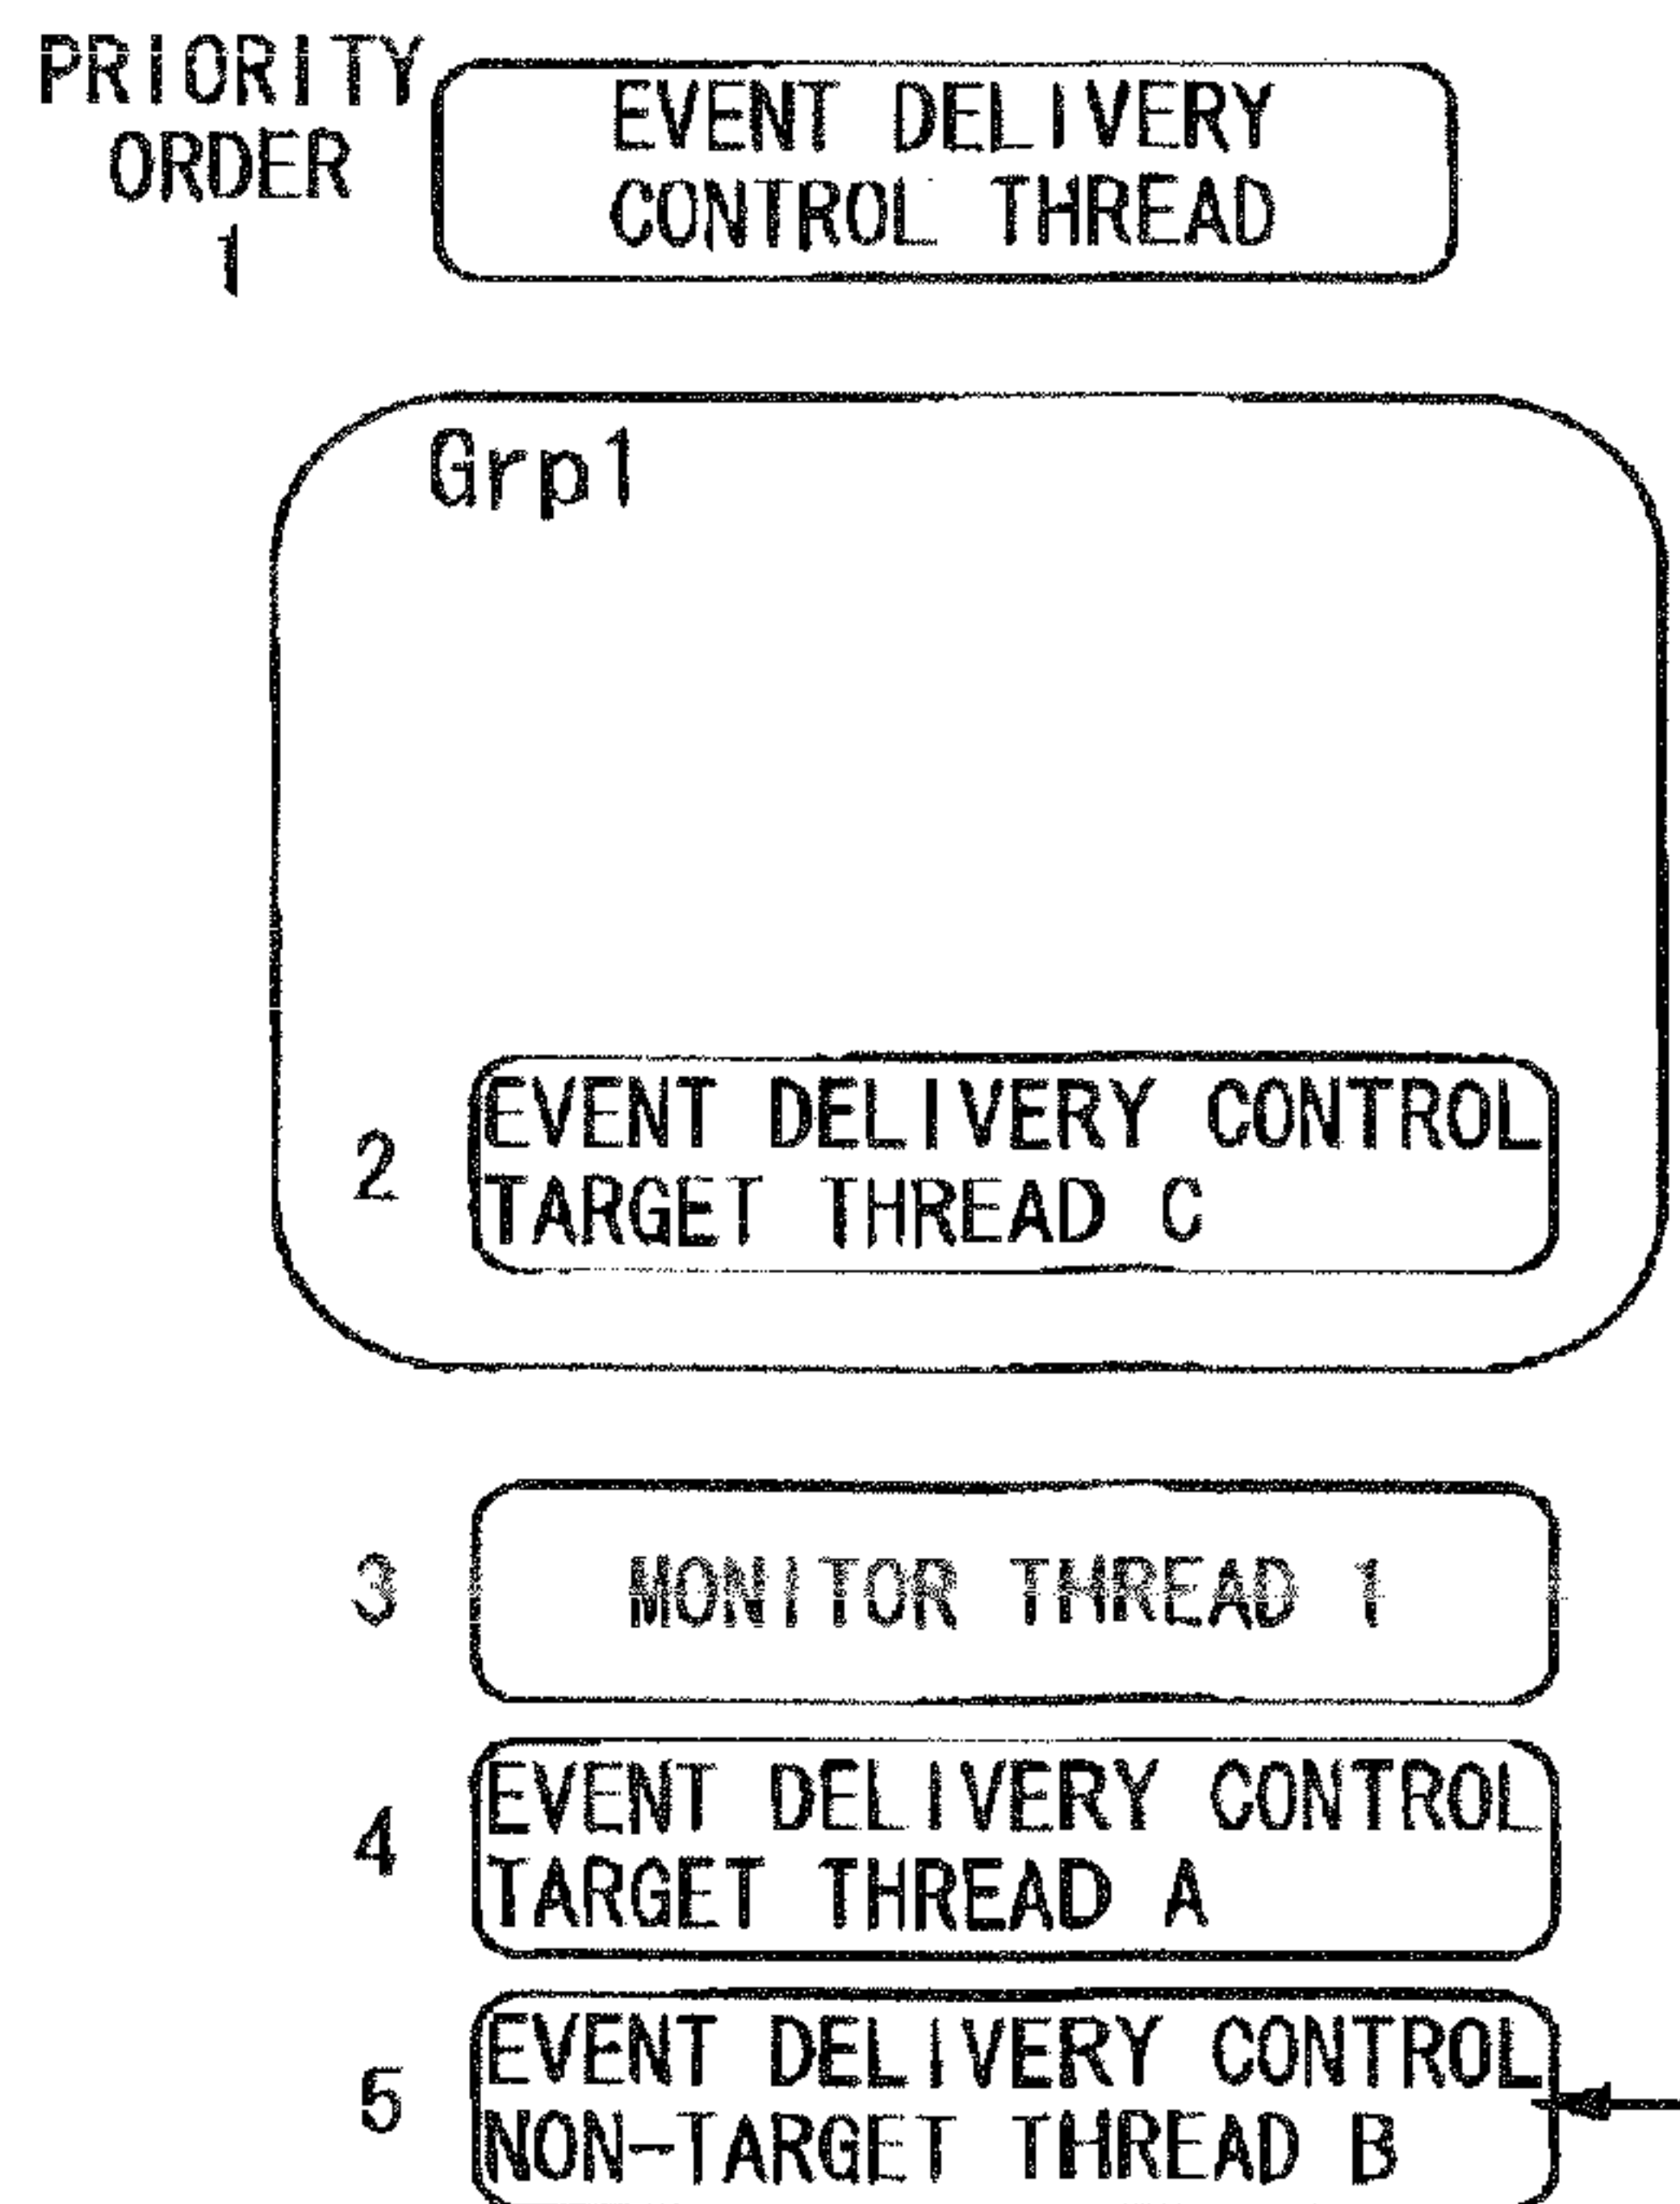 PRIORITY
ORDER
1
EVENT DELIVERY
CONTROL THREAD
Grp1
2
EVENT DELIVERY CONTROL
TARGET THREAD C
3
MONITOR THREAD 1
4
EVENT DELIVERY CONTROL
TARGET THREAD A
5
EVENT DELIVERY CONTROL
NON-TARGET THREAD B